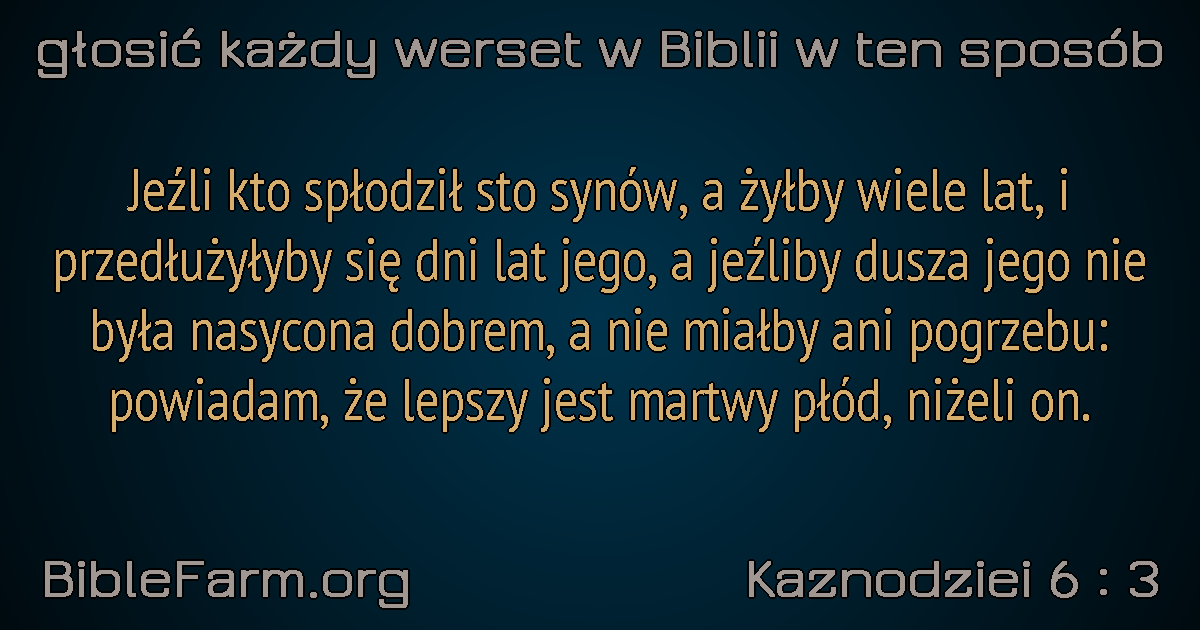 głosić każdy werset w Biblii w ten sposób
Jeźli kto spłodził sto synów, a żyłby wiele lat, i
przedłużyłyby się dni lat jego, a jeźliby dusza jego nie
była nasycona dobrem, a nie miałby ani pogrzebu:
powiadam, że lepszy jest martwy płód, niżeli on.
BibleFarm.org
Kaznodziei 6 : 3